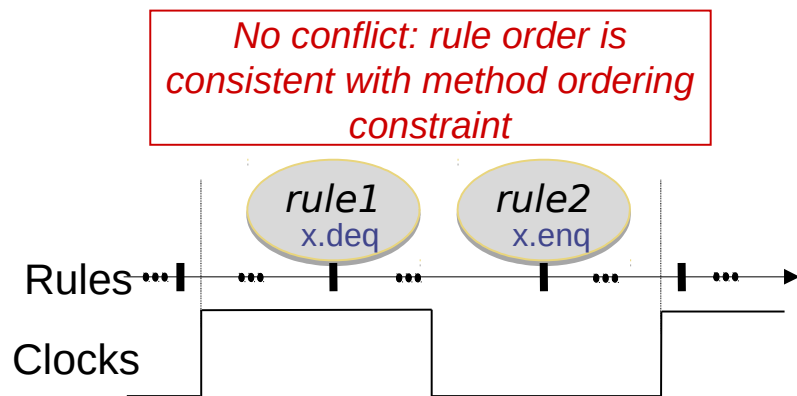 No conflict: rule order is
consistent with method ordering
constraint
rule1
x.deq
rule2
x.enq
Rules
Clocks